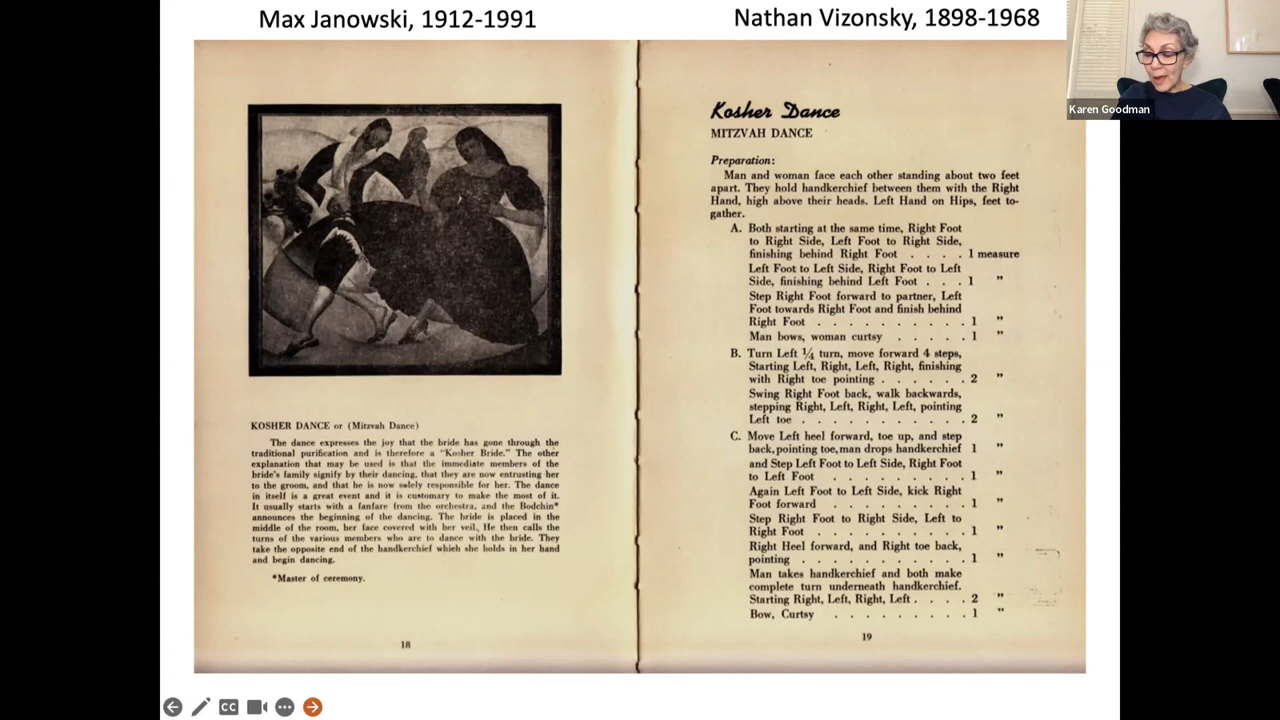 Max Janowski, 1912-1991
Nathan Vizonsky, 1898-1968
Karen Goodman
KOSHER DANCE or (Mitzvah Dance)
The dance expresses the joy that the bride has gone through the
traditional purification and is therefore a "Kosher Bride." The other
explanation that may be used is that the immediate members of the
bride's family signify by their dancing, that they are now entrusting her
to the groom, and that he is now solely responsible for her. The dance
in itself is a great event and it is customary to make the most of it.
It usually starts with a fanfare from the orchestra, and the Bodchin*
announces the beginning of the dancing. The bride is placed in the
middle of the room, her face covered with her veil. He then calls the
turns of the various members who are to dance with the bride. They
take the opposite end of the handkerchief which she holds in her hand
and begin dancing.
*Master of ceremony.
18
Kosher Dance
MITZVAH DANCE
Preparation:
Man and woman face each other standing about two feet
apart. They hold handkerchief between them with the Right
Hand, high above their heads. Left Hand on Hips, feet to-
gather.
A. Both starting at the same time, Right Foot
to Right Side, Left Foot to Right Side,
finishing behind Right Foot . . . . 1 measure
Left Foot to Left Side, Right Foot to Left
Side, finishing behind Left Foot . . . 1 "
Step Right Foot forward to partner, Left
Foot towards Right Foot and finish behind
Right Foot . . . . . . . . . . 1 "
Man bows, woman curtsy . . . . . 1 "
B. Turn Left ¼ turn, move forward 4 steps,
Starting Left, Right, Left, Right, finishing
with Right toe pointing . . . . . . 2 "
Swing Right Foot back, walk backwards,
stepping Right, Left, Right, Left, pointing
Left toe . . . . . . . . . . . 2 "
C. Move Left heel forward, toe up, and step
back, pointing toe, man drops handkerchief 1 "
and Step Left Foot to Left Side, Right Foot
to Left Foot . . . . . . . . . 1 "
Again Left Foot to Left Side, kick Right
Foot forward . . . . . . . . . 1 "
Step Right Foot to Right Side, Left to
Right Foot . . . . . . . . . . 1 "
Right Heel forward, and Right toe back,
pointing . . . . . . . . . . . 1 "
Man takes handkerchief and both make
complete turn underneath handkerchief.
Starting Right, Left, Right, Left . . . . 2 "
Bow, Curtsy . . . . . . . . . 1 "
19
CC